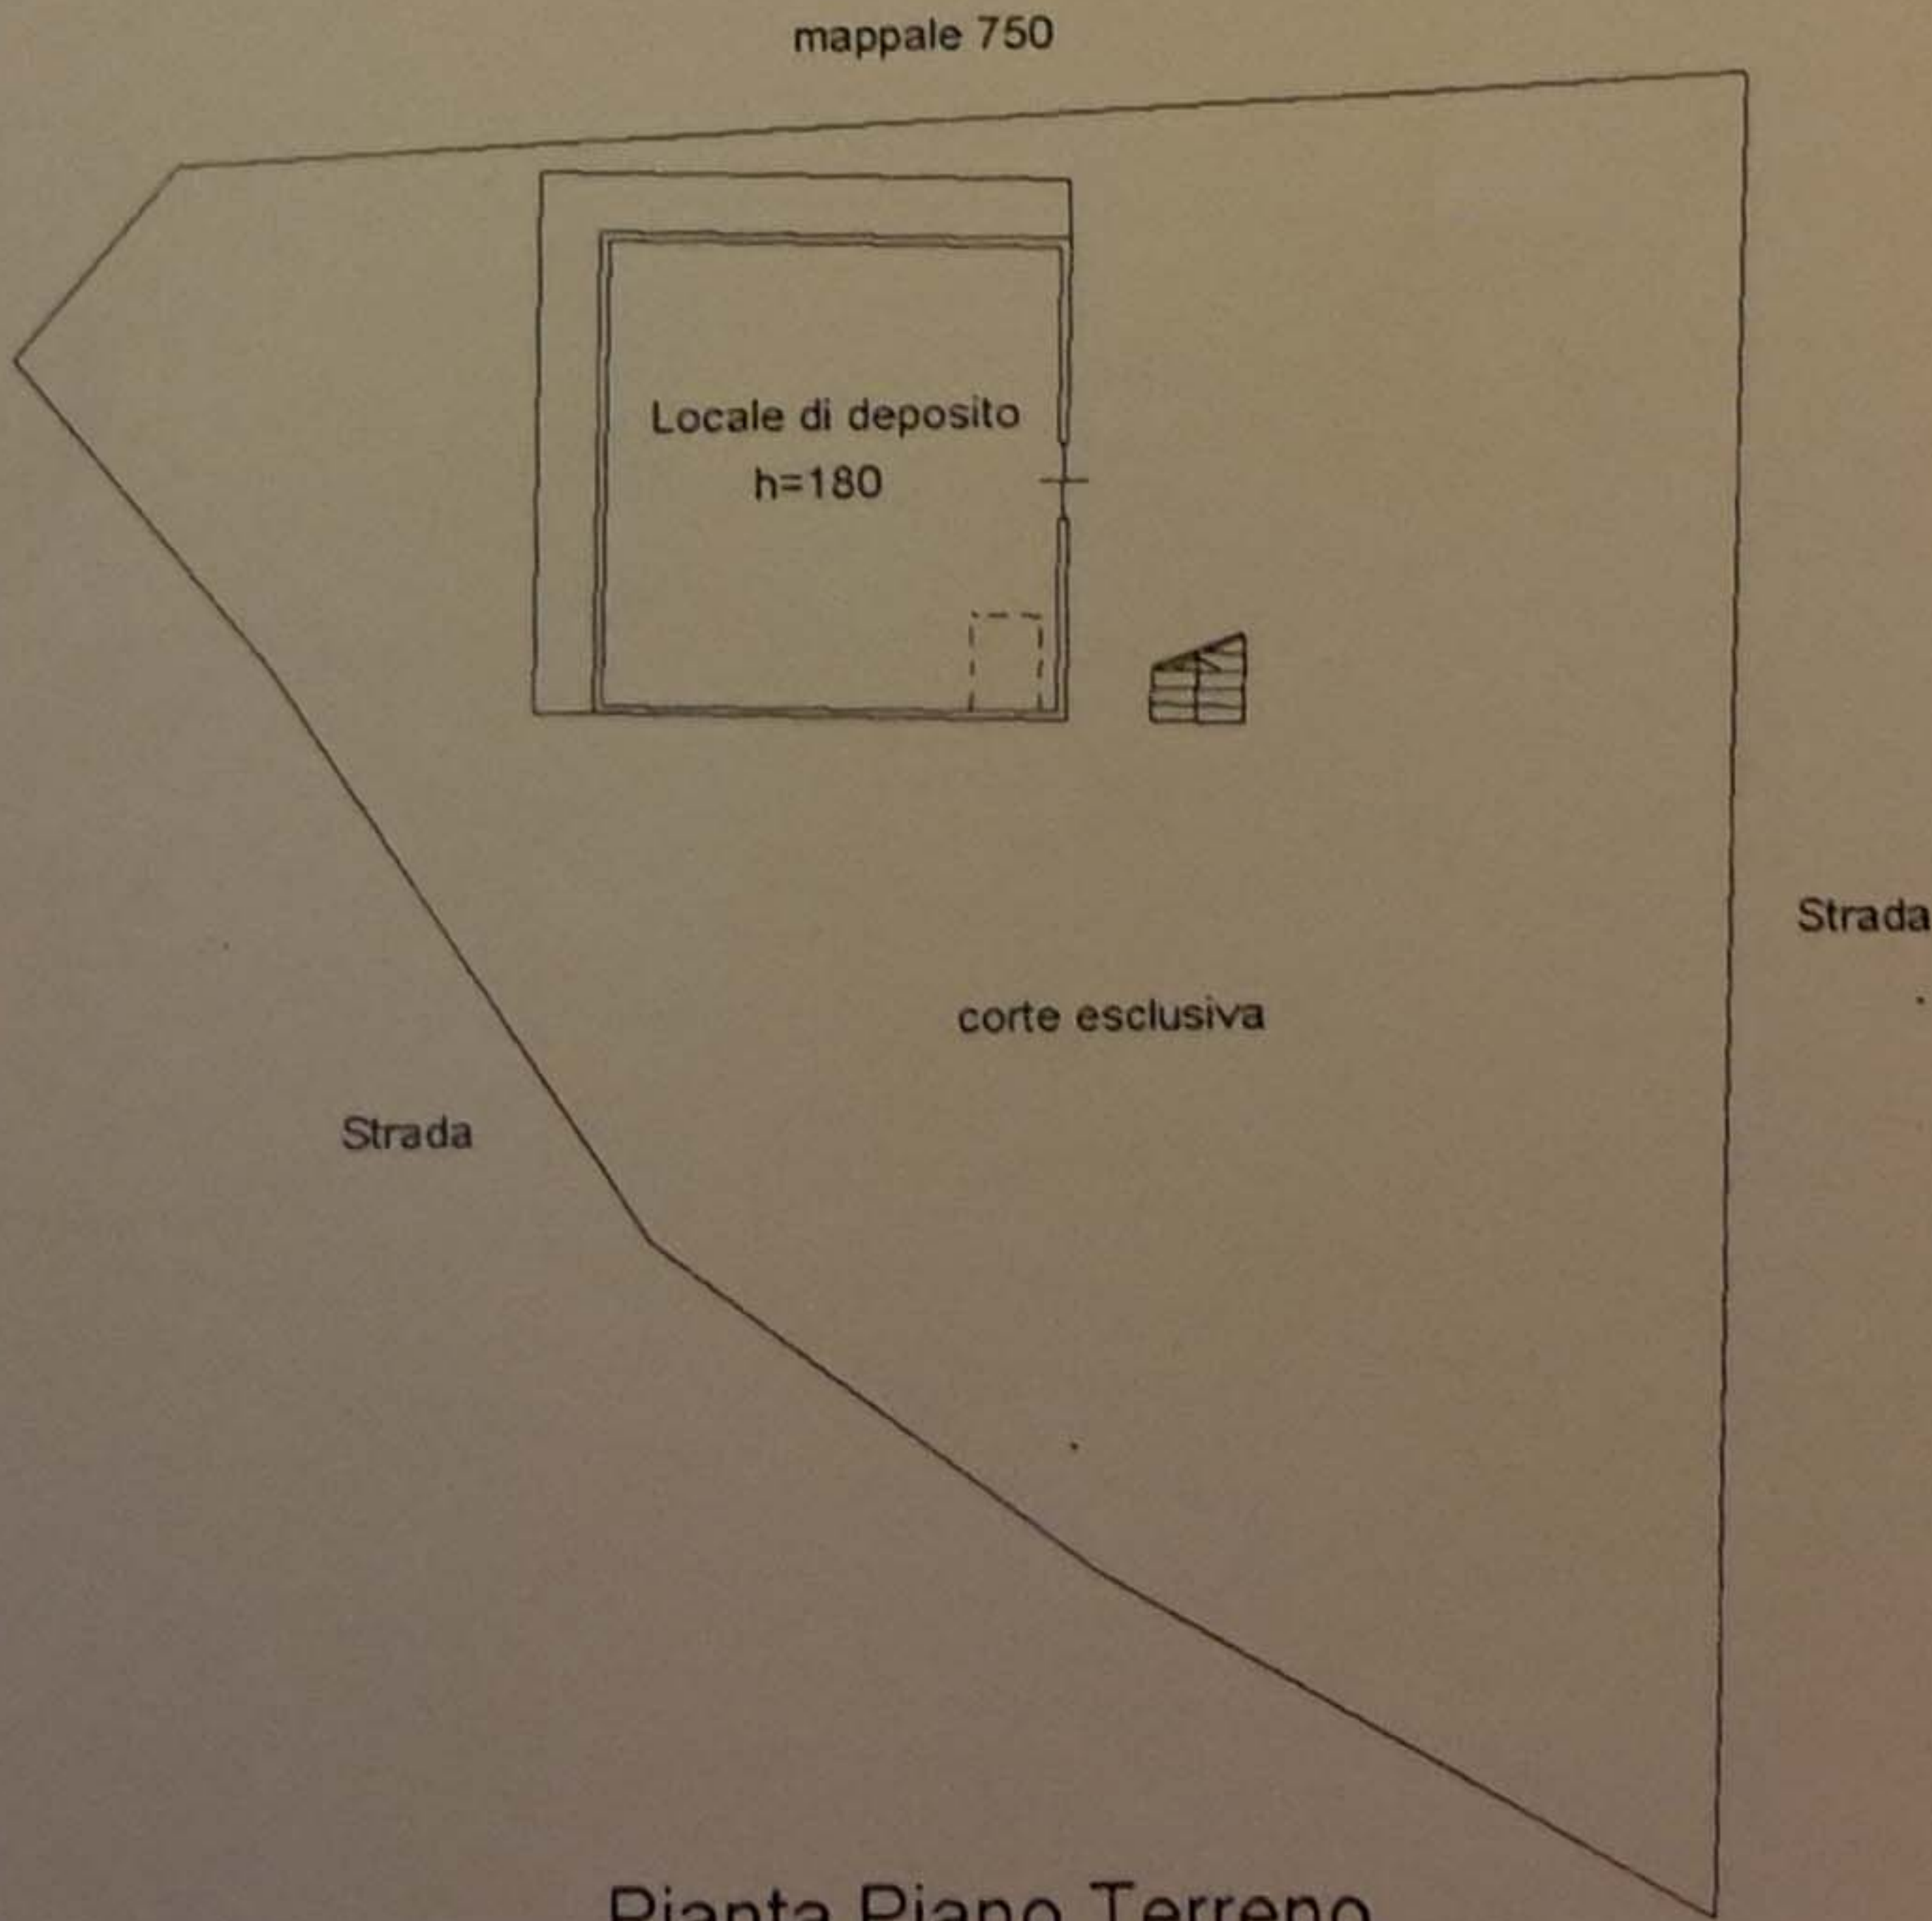 mappale 750
Locale di deposito
h=180
Strada
corte esclusiva
Strada
Pianta Piano Terreno